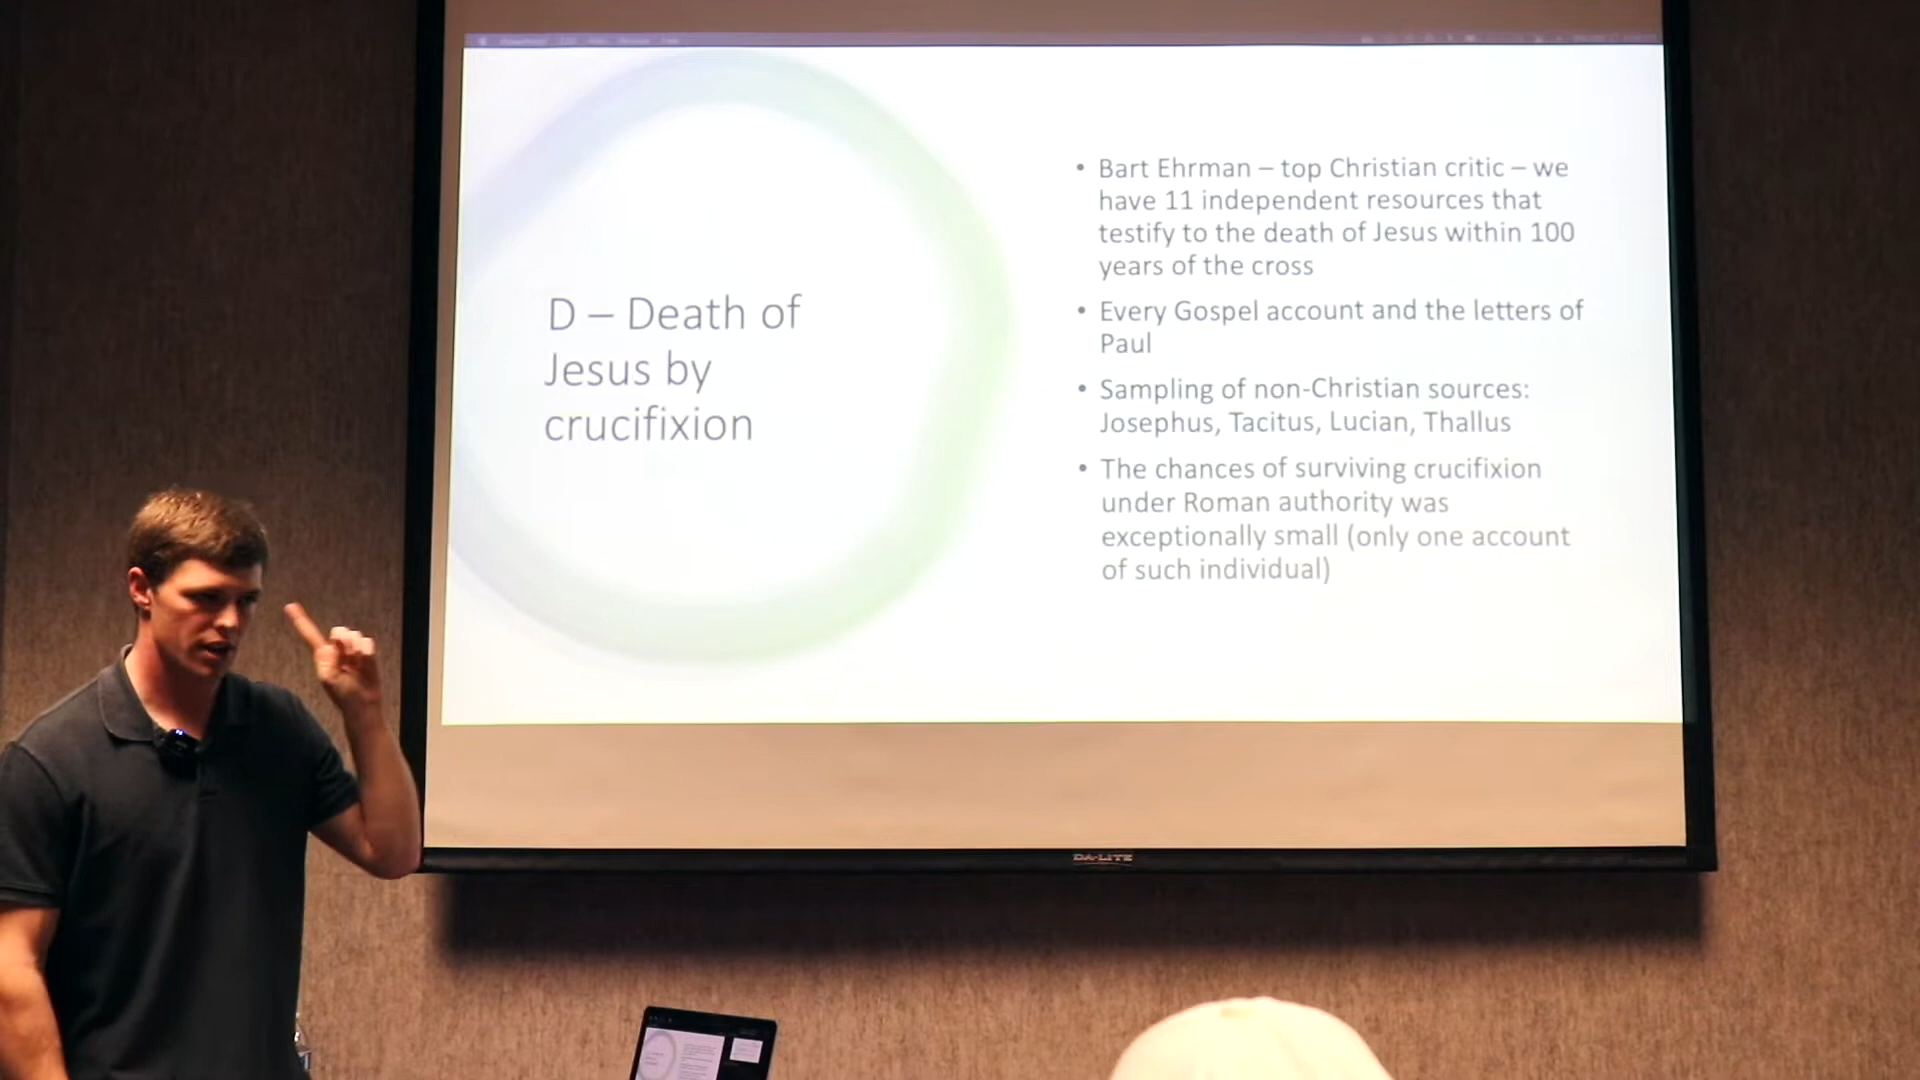 D – Death of
Jesus by
crucifixion
• Bart Ehrman – top Christian critic – we
have 11 independent resources that
testify to the death of Jesus within 100
years of the cross
• Every Gospel account and the letters of
Paul
• Sampling of non-Christian sources:
Josephus, Tacitus, Lucian, Thallus
• The chances of surviving crucifixion
under Roman authority was
exceptionally small (only one account
of such individual)
DA-LITE